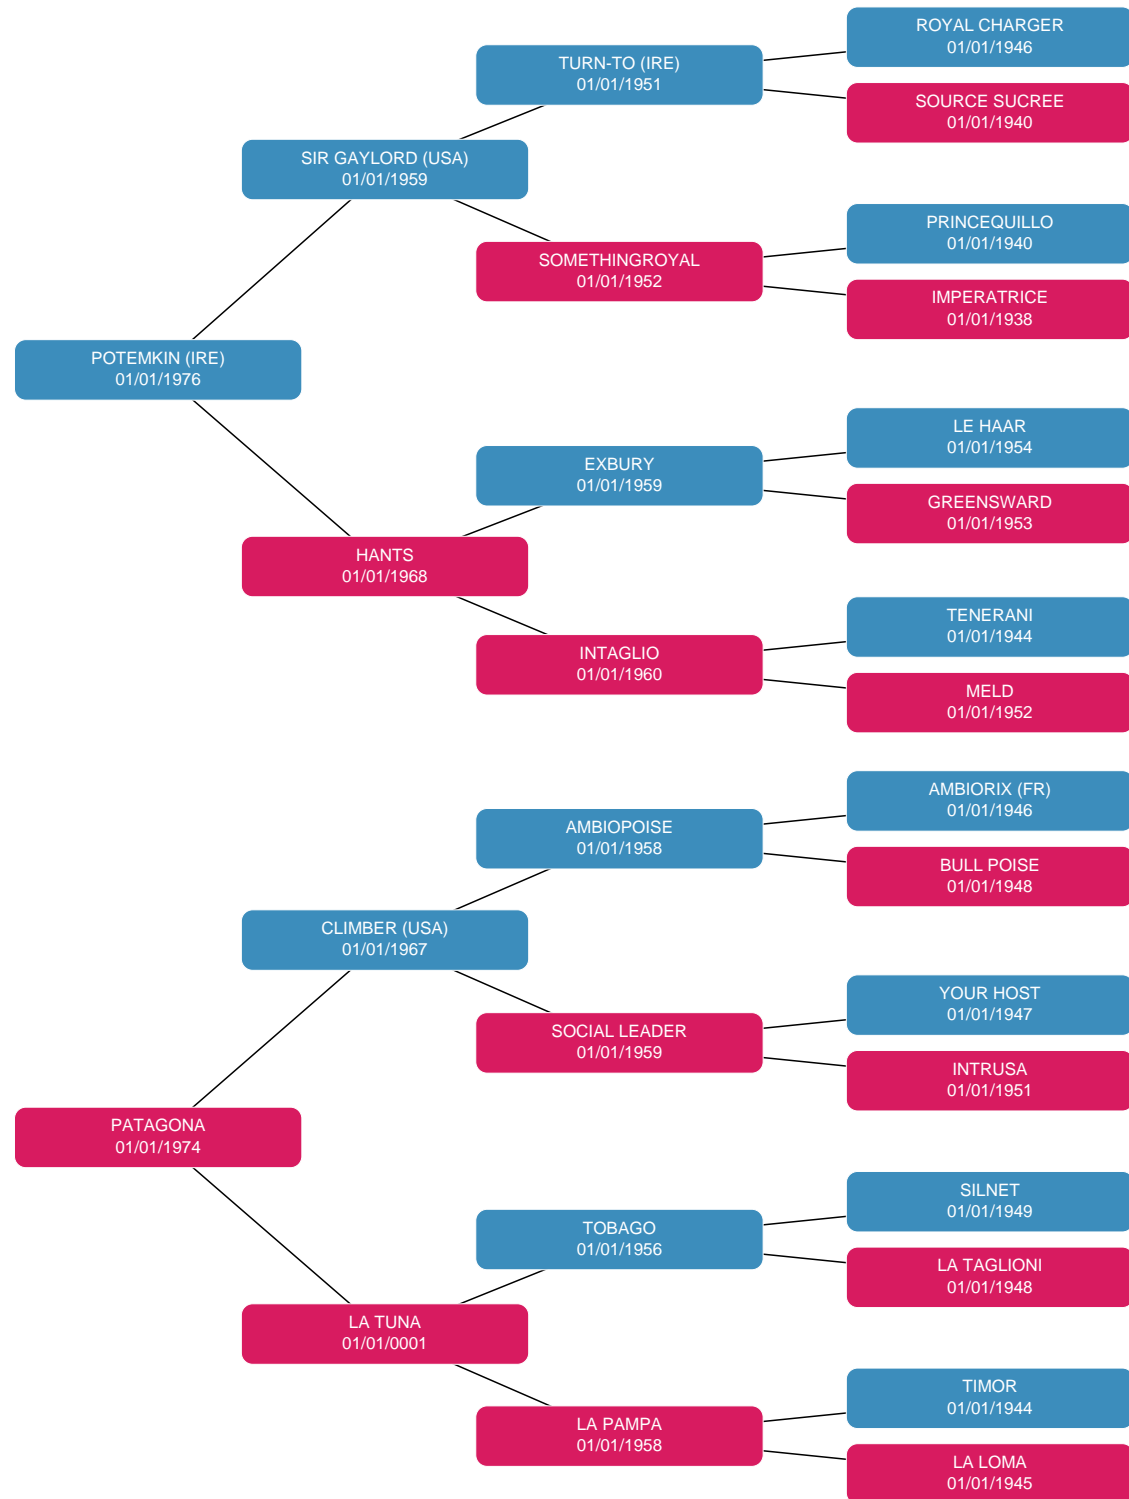 ROYAL CHARGER
01/01/1946
TURN-TO (IRE)
01/01/1951
SOURCE SUCREE
01/01/1940
SIR GAYLORD (USA)
01/01/1959
PRINCEQUILLO
01/01/1940
SOMETHINGROYAL
01/01/1952
IMPERATRICE
01/01/1938
POTEMKIN (IRE)
01/01/1976
LE HAAR
01/01/1954
EXBURY
01/01/1959
GREENSWARD
01/01/1953
HANTS
01/01/1968
TENERANI
01/01/1944
INTAGLIO
01/01/1960
MELD
01/01/1952
AMBIORIX (FR)
01/01/1946
AMBIOPOISE
01/01/1958
BULL POISE
01/01/1948
CLIMBER (USA)
01/01/1967
YOUR HOST
01/01/1947
SOCIAL LEADER
01/01/1959
INTRUSA
01/01/1951
PATAGONA
01/01/1974
SILNET
01/01/1949
TOBAGO
01/01/1956
LA TAGLIONI
01/01/1948
LA TUNA
01/01/0001
TIMOR
01/01/1944
LA PAMPA
01/01/1958
LA LOMA
01/01/1945